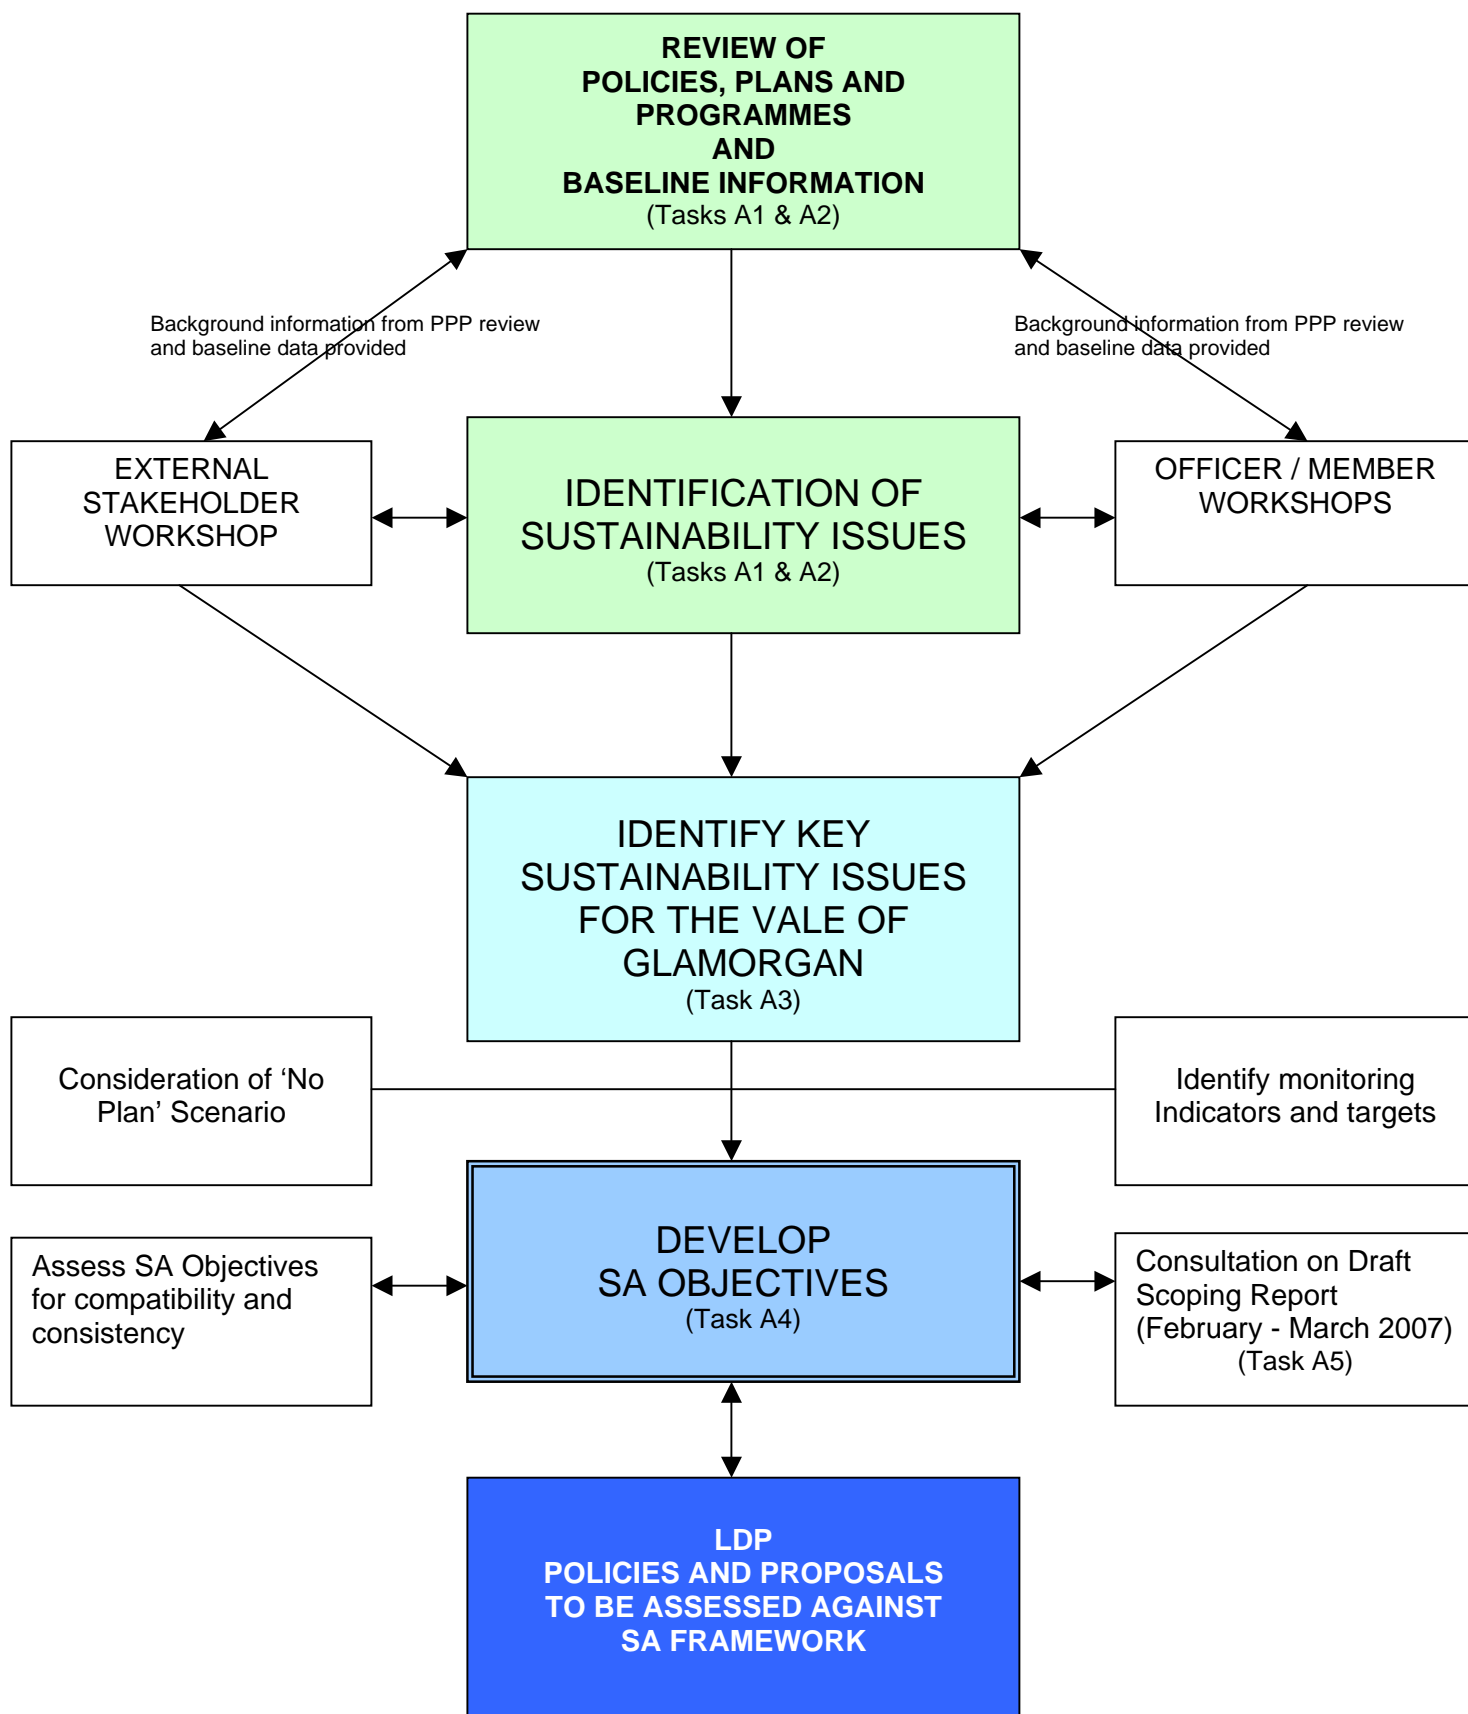 REVIEW OF
POLICIES, PLANS AND
PROGRAMMES
AND
BASELINE INFORMATION
(Tasks A1 & A2)
Background information from PPP review
and baseline data provided
Background information from PPP review
and baseline data provided
EXTERNAL
STAKEHOLDER
WORKSHOP
IDENTIFICATION OF
SUSTAINABILITY ISSUES
(Tasks A1 & A2)
OFFICER / MEMBER
WORKSHOPS
IDENTIFY KEY
SUSTAINABILITY ISSUES
FOR THE VALE OF
GLAMORGAN
(Task A3)
Consideration of ‘No
Plan’ Scenario
Identify monitoring
Indicators and targets
DEVELOP
SA OBJECTIVES
(Task A4)
Assess SA Objectives
for compatibility and
consistency
Consultation on Draft
Scoping Report
(February - March 2007)
(Task A5)
LDP
POLICIES AND PROPOSALS
TO BE ASSESSED AGAINST
SA FRAMEWORK